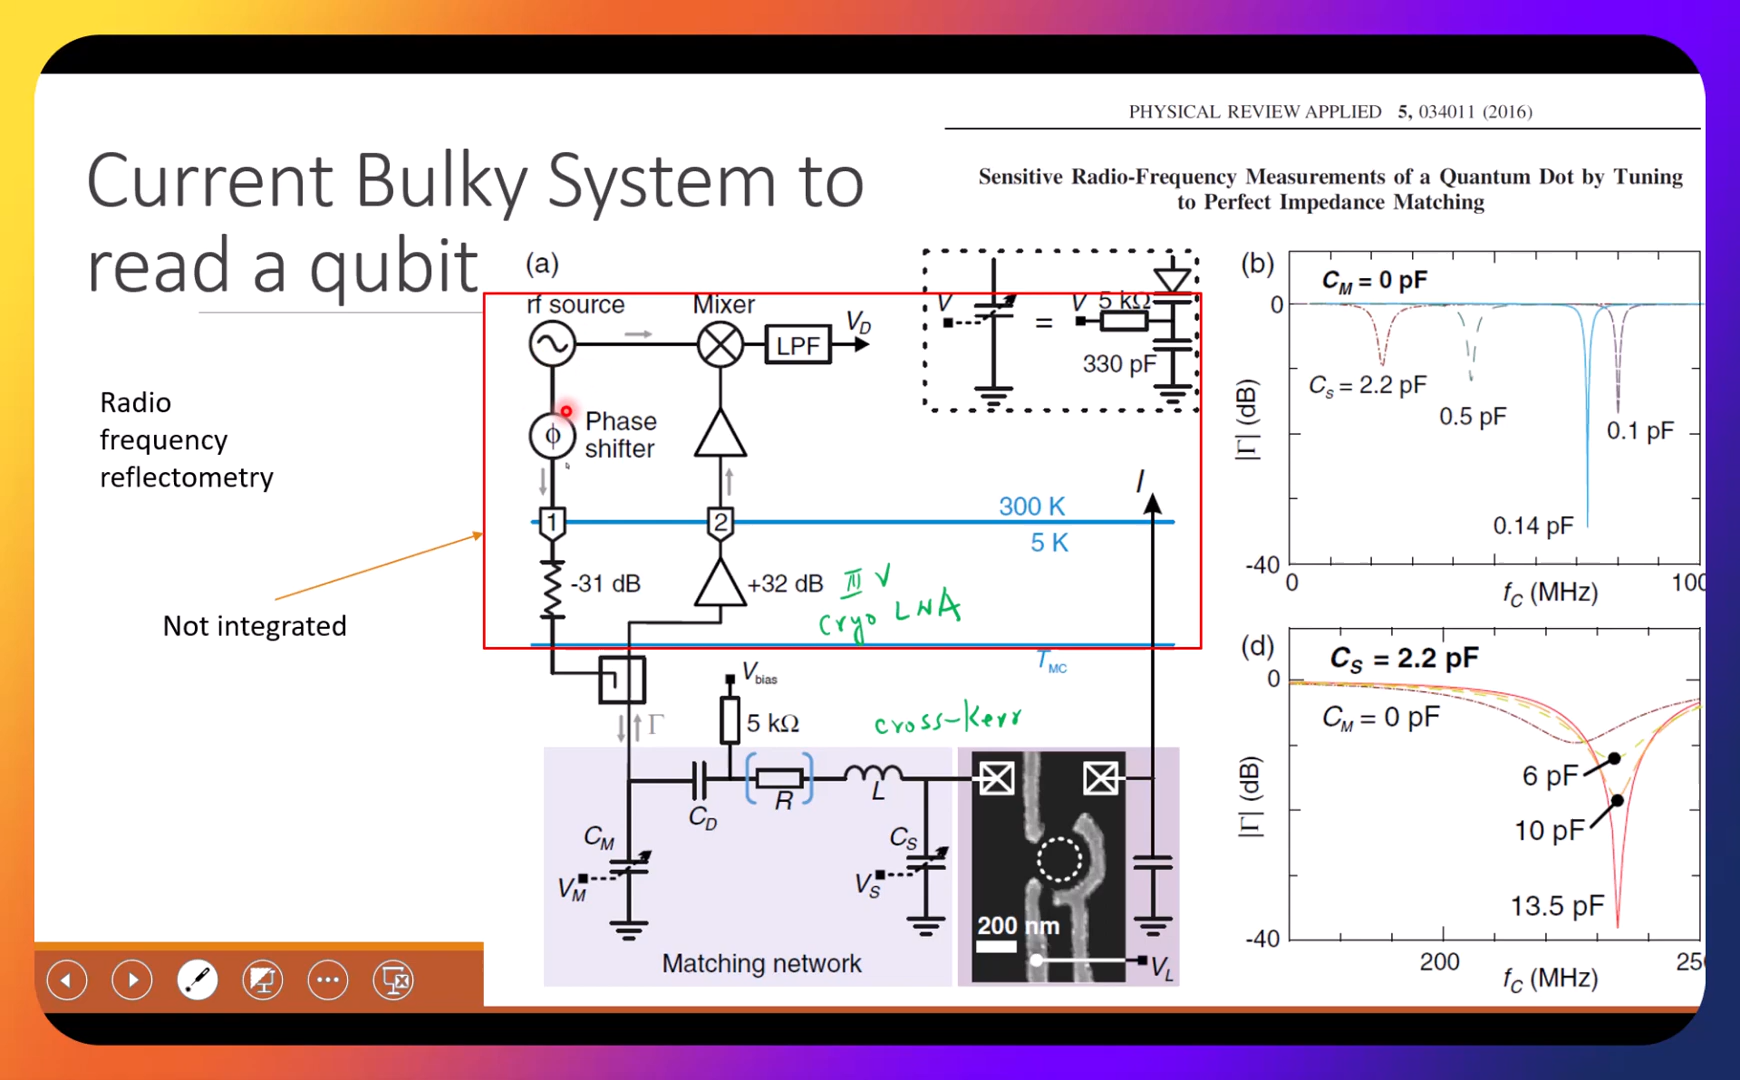 PHYSICAL REVIEW APPLIED 5, 034011 (2016)
Sensitive Radio-Frequency Measurements of a Quantum Dot by Tuning
to Perfect Impedance Matching
Current Bulky System to
read a qubit
Radio
frequency
reflectometry
Not integrated
(a)
rf source
Mixer
LPF
V_D
ϕ
Phase
shifter
V
=
V
5 kΩ
330 pF
1
2
300 K
5 K
I
-31 dB
+32 dB
III V
Cryo LNA
T_MC
V_bias
Γ
5 kΩ
cross-Kerr
C_D
R
L
C_M
V_M
C_S
V_S
Matching network
200 nm
V_L
(b)
C_M = 0 pF
0
C_S = 2.2 pF
0.5 pF
0.1 pF
0.14 pF
|Γ| (dB)
-40
0
100
f_C (MHz)
(d)
C_S = 2.2 pF
0
C_M = 0 pF
6 pF
10 pF
13.5 pF
|Γ| (dB)
-40
200
25
f_C (MHz)